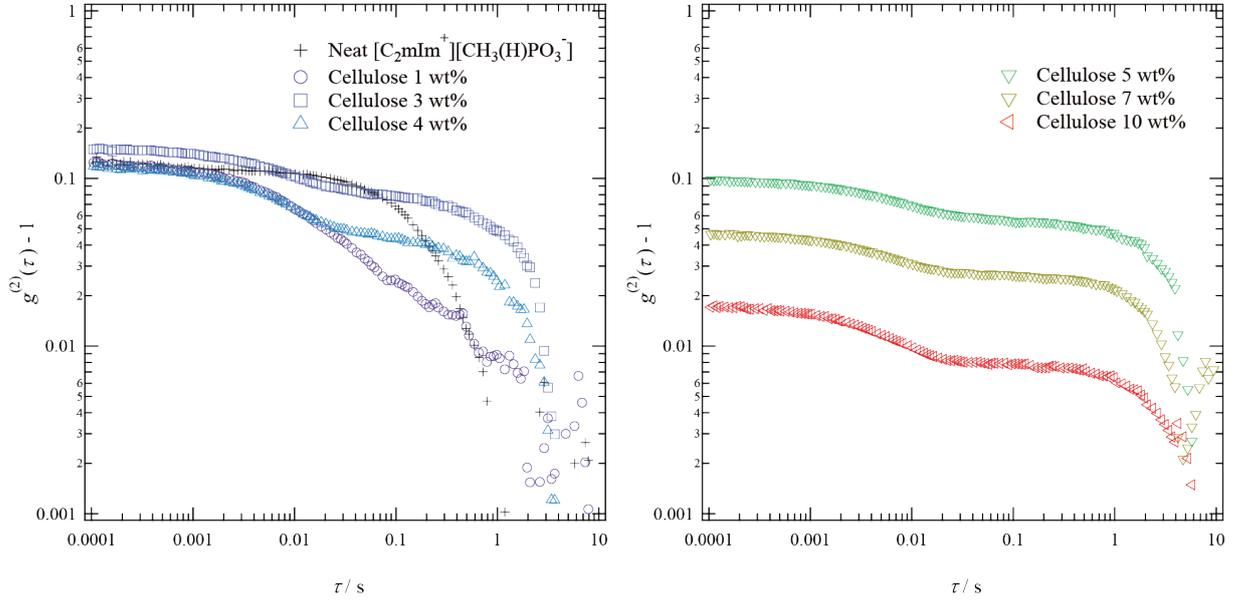 1
6
5
4
3
2
0.1
6
5
4
3
2
0.01
6
5
4
3
2
0.001
g(2)(τ) - 1
Neat [C2mIm+][CH3(H)PO3-]
Cellulose 1 wt%
Cellulose 3 wt%
Cellulose 4 wt%
0.0001 0.001 0.01 0.1 1 10
τ / s
1
6
5
4
3
2
0.1
6
5
4
3
2
0.01
6
5
4
3
2
0.001
g(2)(τ) - 1
Cellulose 5 wt%
Cellulose 7 wt%
Cellulose 10 wt%
0.0001 0.001 0.01 0.1 1 10
τ / s